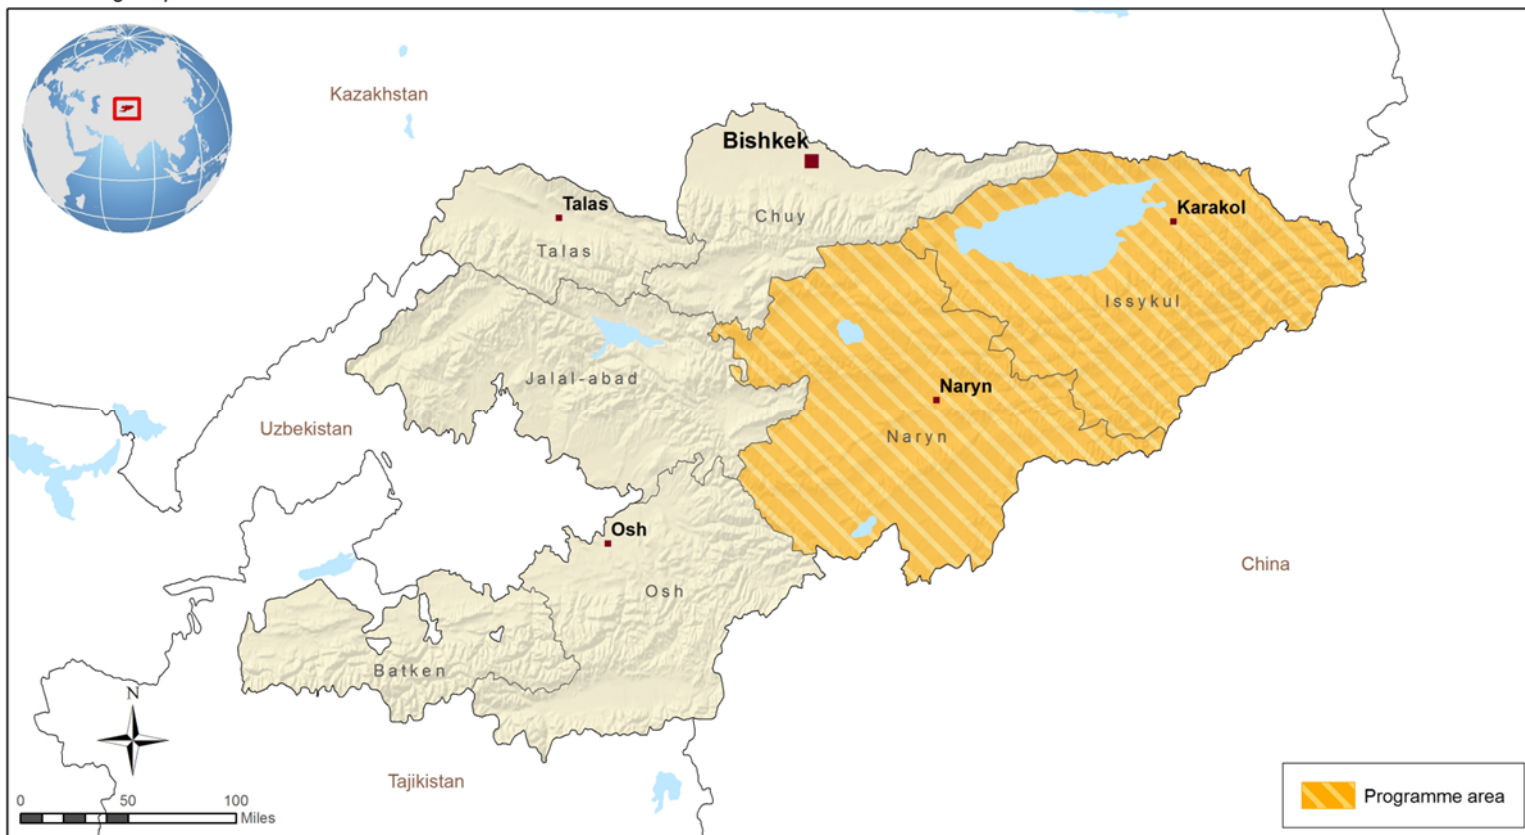 Kazakhstan
Bishkek
Talas
Karakol
Chuy
Talas
Issykul
Jalal-abad
Naryn
Uzbekistan
Naryn
Osh
China
Osh
Batken
N
Tajikistan
0 50 100
Miles
Programme area